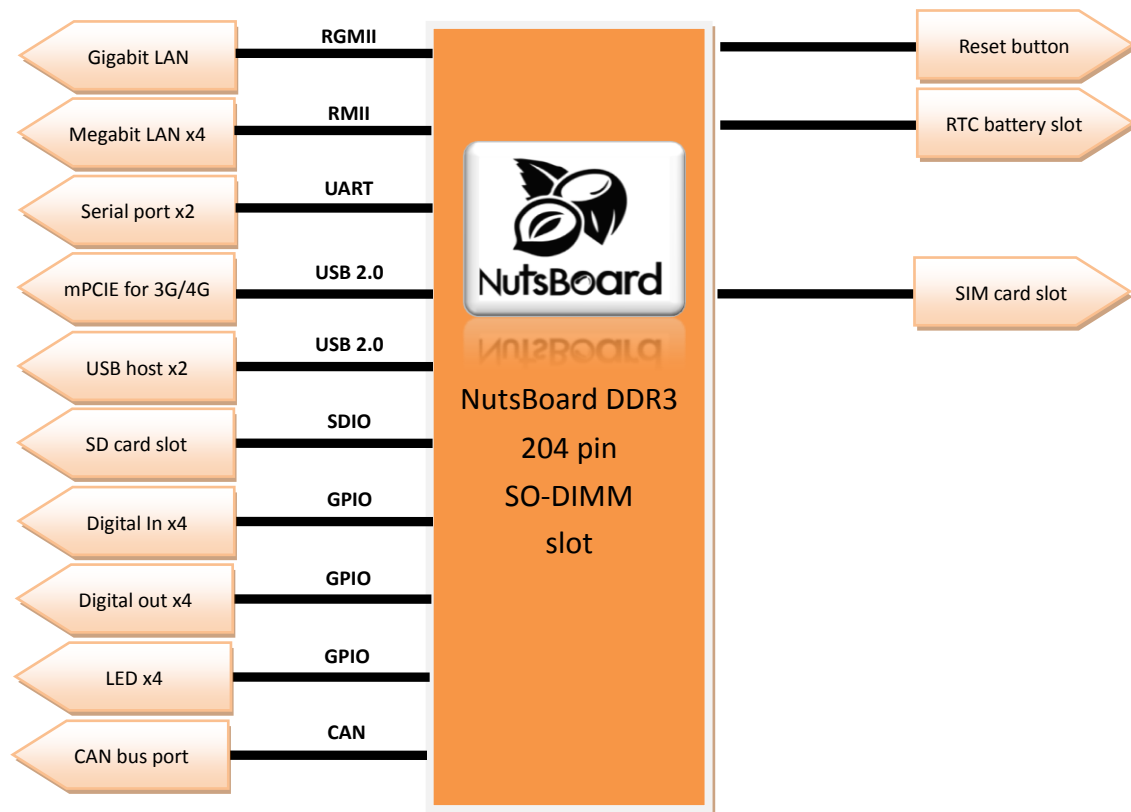 RGMII
Gigabit LAN
RMII
Megabit LAN x4
UART
Serial port x2
USB 2.0
mPCIE for 3G/4G
USB 2.0
USB host x2
SDIO
SD card slot
GPIO
Digital In x4
GPIO
Digital out x4
GPIO
LED x4
CAN
CAN bus port
NutsBoard
NutsBoard DDR3
204 pin
SO-DIMM
slot
Reset button
RTC battery slot
SIM card slot